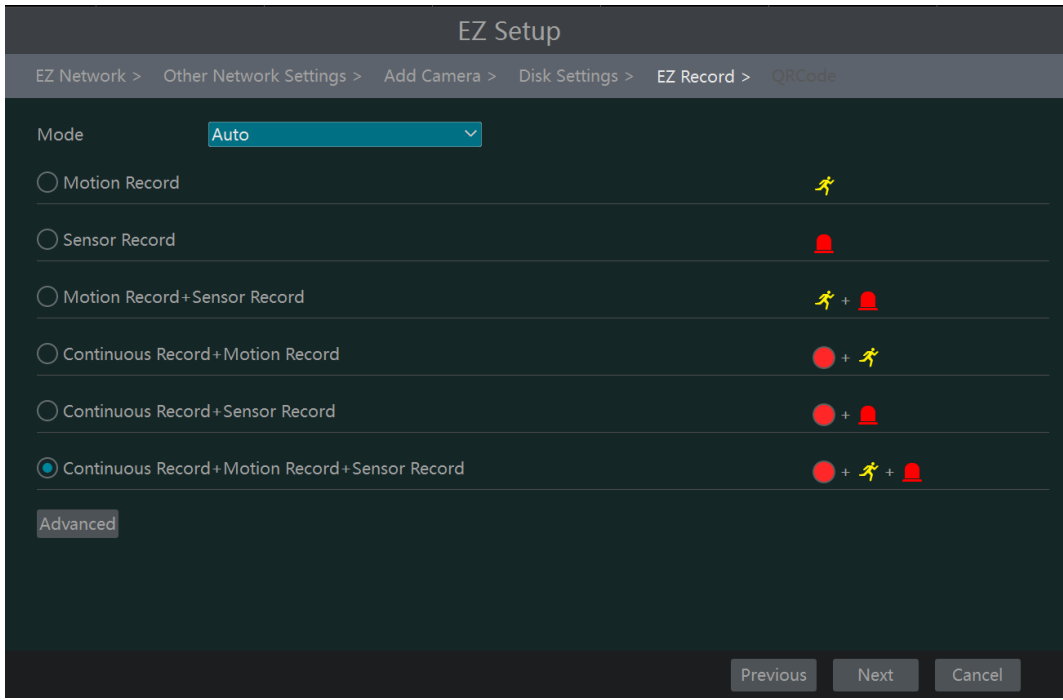 EZ Setup
EZ Network > Other Network Settings > Add Camera > Disk Settings > EZ Record > QRCode
Mode Auto
Motion Record
Sensor Record
Motion Record+Sensor Record +
Continuous Record+Motion Record +
Continuous Record+Sensor Record +
Continuous Record+Motion Record+Sensor Record + +
Advanced
Previous Next Cancel